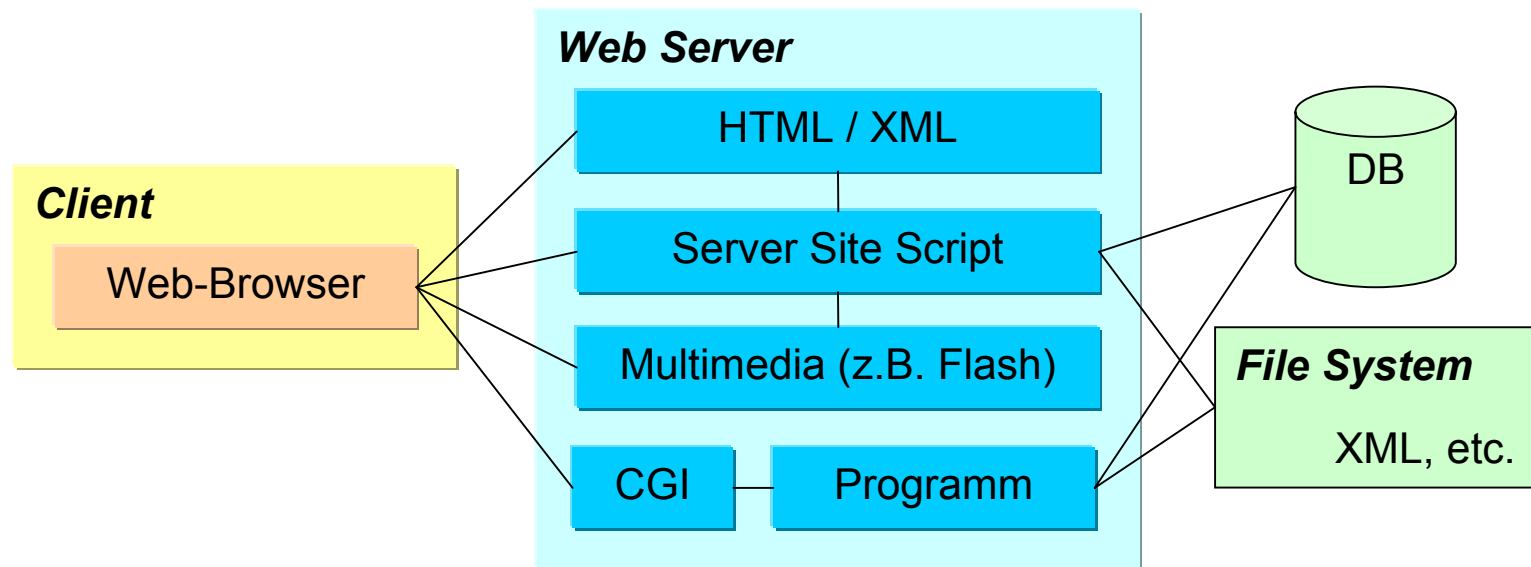 Client
Web-Browser
Web Server
HTML / XML
Server Site Script
Multimedia (z.B. Flash)
CGI
Programm
DB
File System
XML, etc.